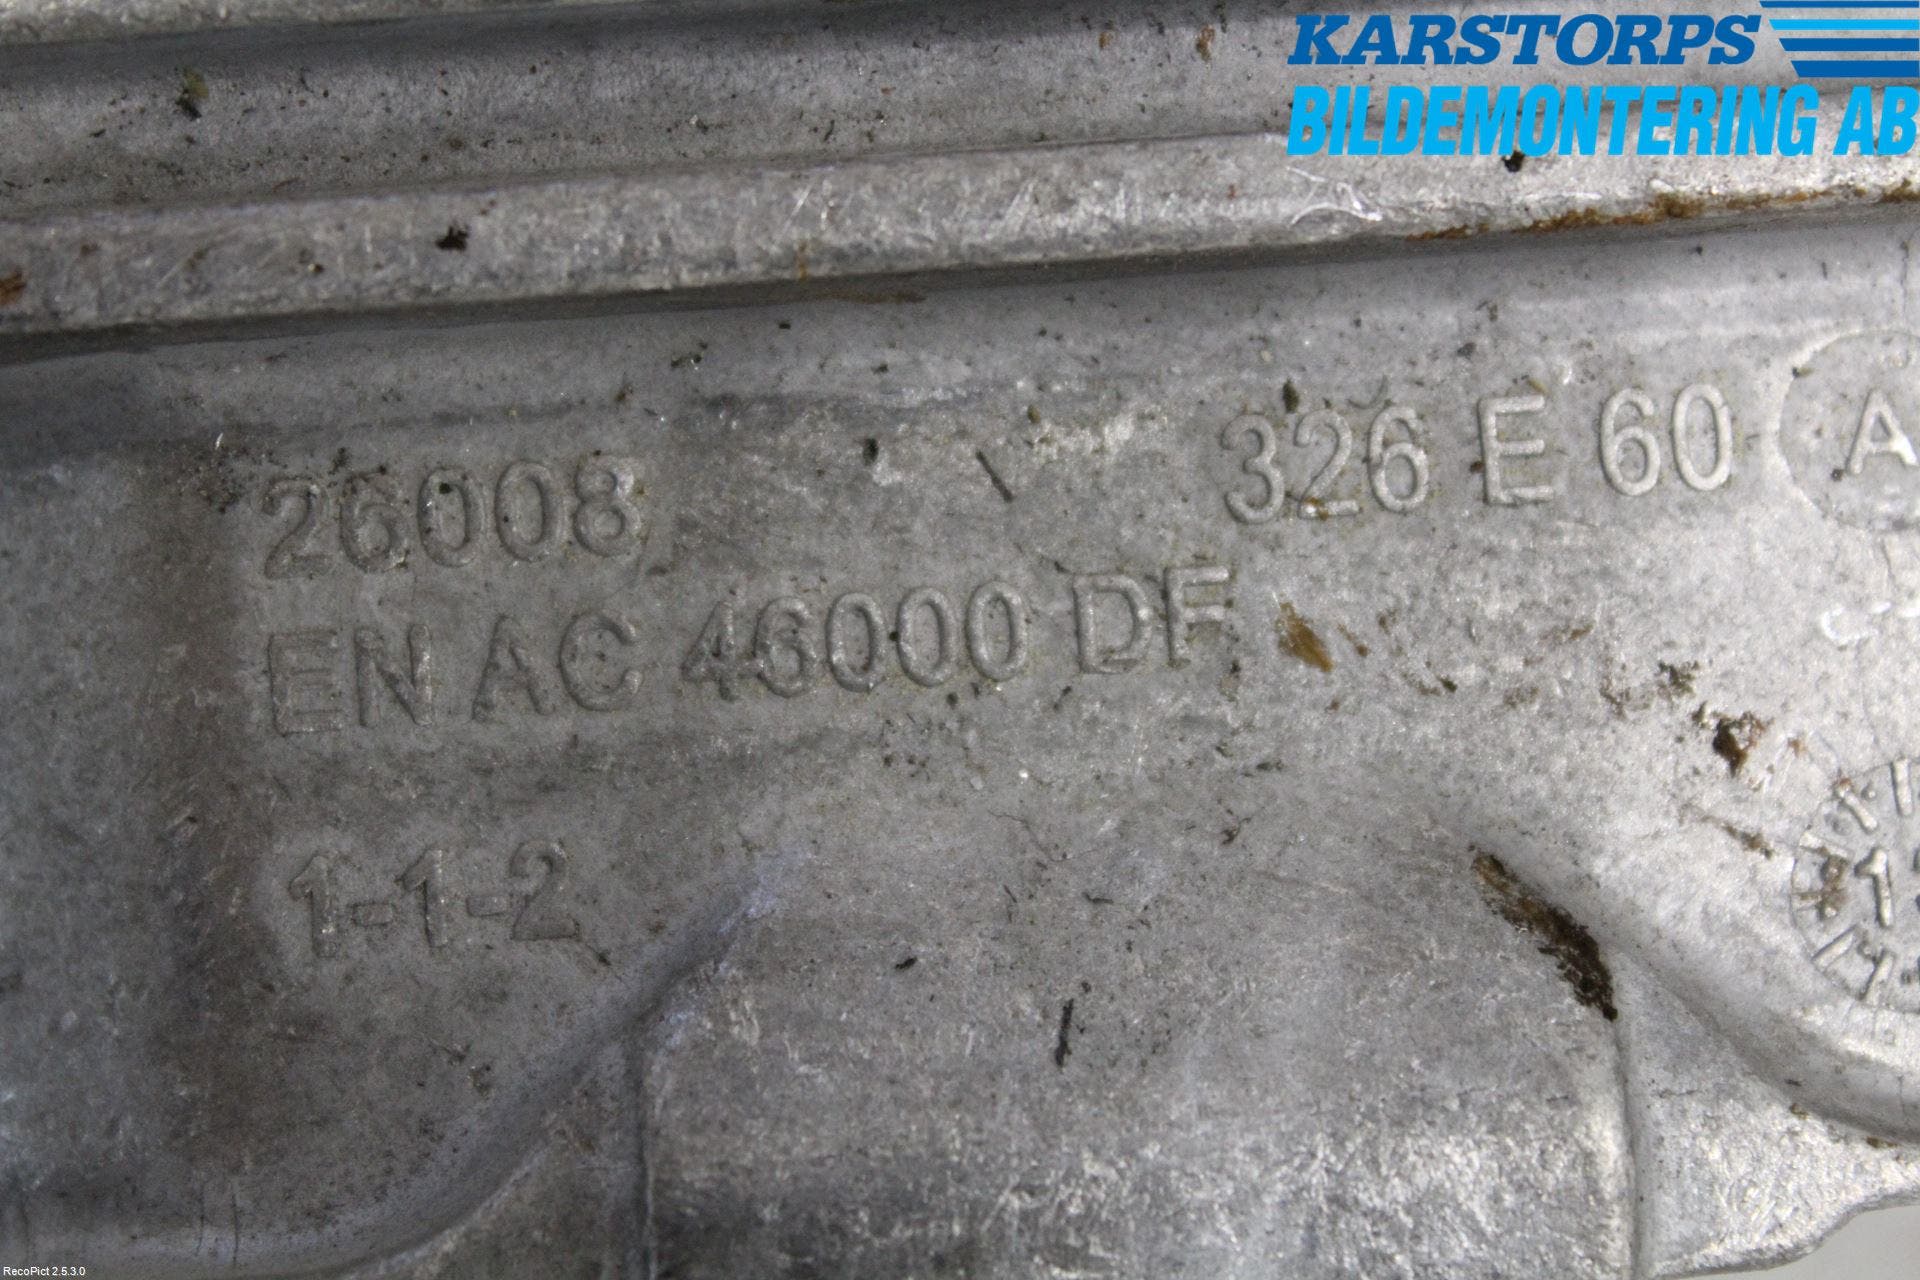 KARSTORPS
BILDEMONTERING AB
326 E 60 A
26008
EN AC 46000 DF
1-1-2
RecoPict 2.5.3.0